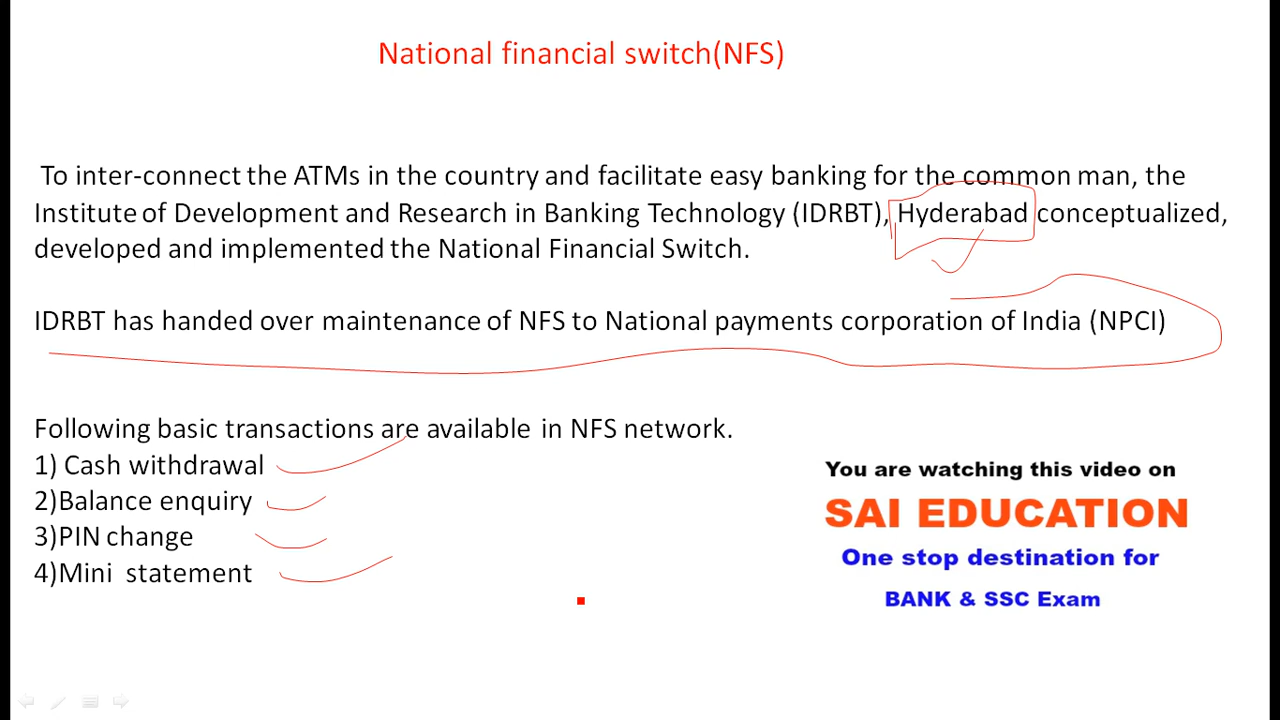 National financial switch(NFS)
To inter-connect the ATMs in the country and facilitate easy banking for the common man, the
Institute of Development and Research in Banking Technology (IDRBT), Hyderabad conceptualized,
developed and implemented the National Financial Switch.
IDRBT has handed over maintenance of NFS to National payments corporation of India (NPCI)
Following basic transactions are available in NFS network.
1) Cash withdrawal
2)Balance enquiry
3)PIN change
4)Mini statement
You are watching this video on
SAI EDUCATION
One stop destination for
BANK & SSC Exam